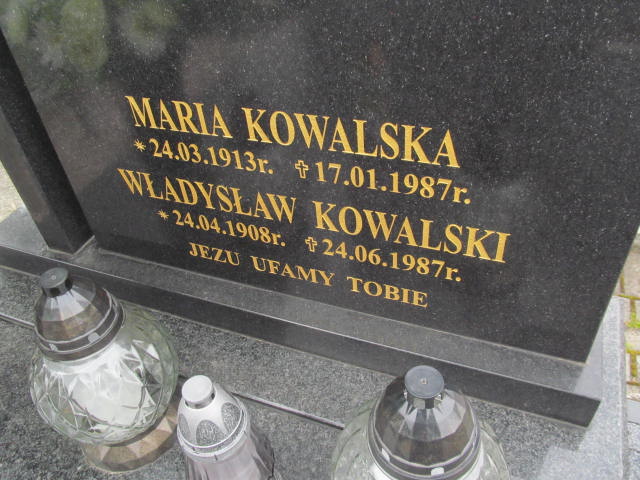 MARIA KOWALSKA
* 24.03.1913r. ✝ 17.01.1987r.
WŁADYSŁAW KOWALSKI
* 24.04.1908r. ✝ 24.06.1987r.
JEZU UFAMY TOBIE